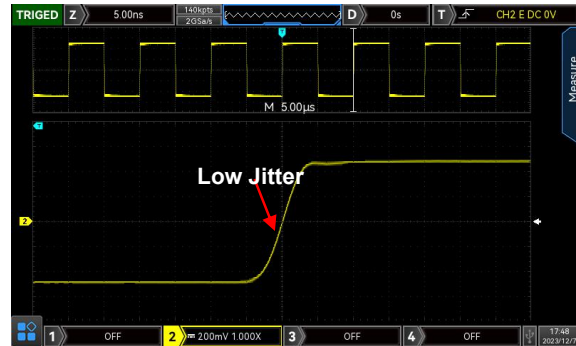 TRIGED Z 5.00ns 140kpts D 0s T CH2 E DC 0V
2GSa/s
T
M 5.00μs
Measure
T
Low Jitter
2
1 OFF 2 200mV 1.000X 3 OFF 4 OFF 17:48
2023/12/7